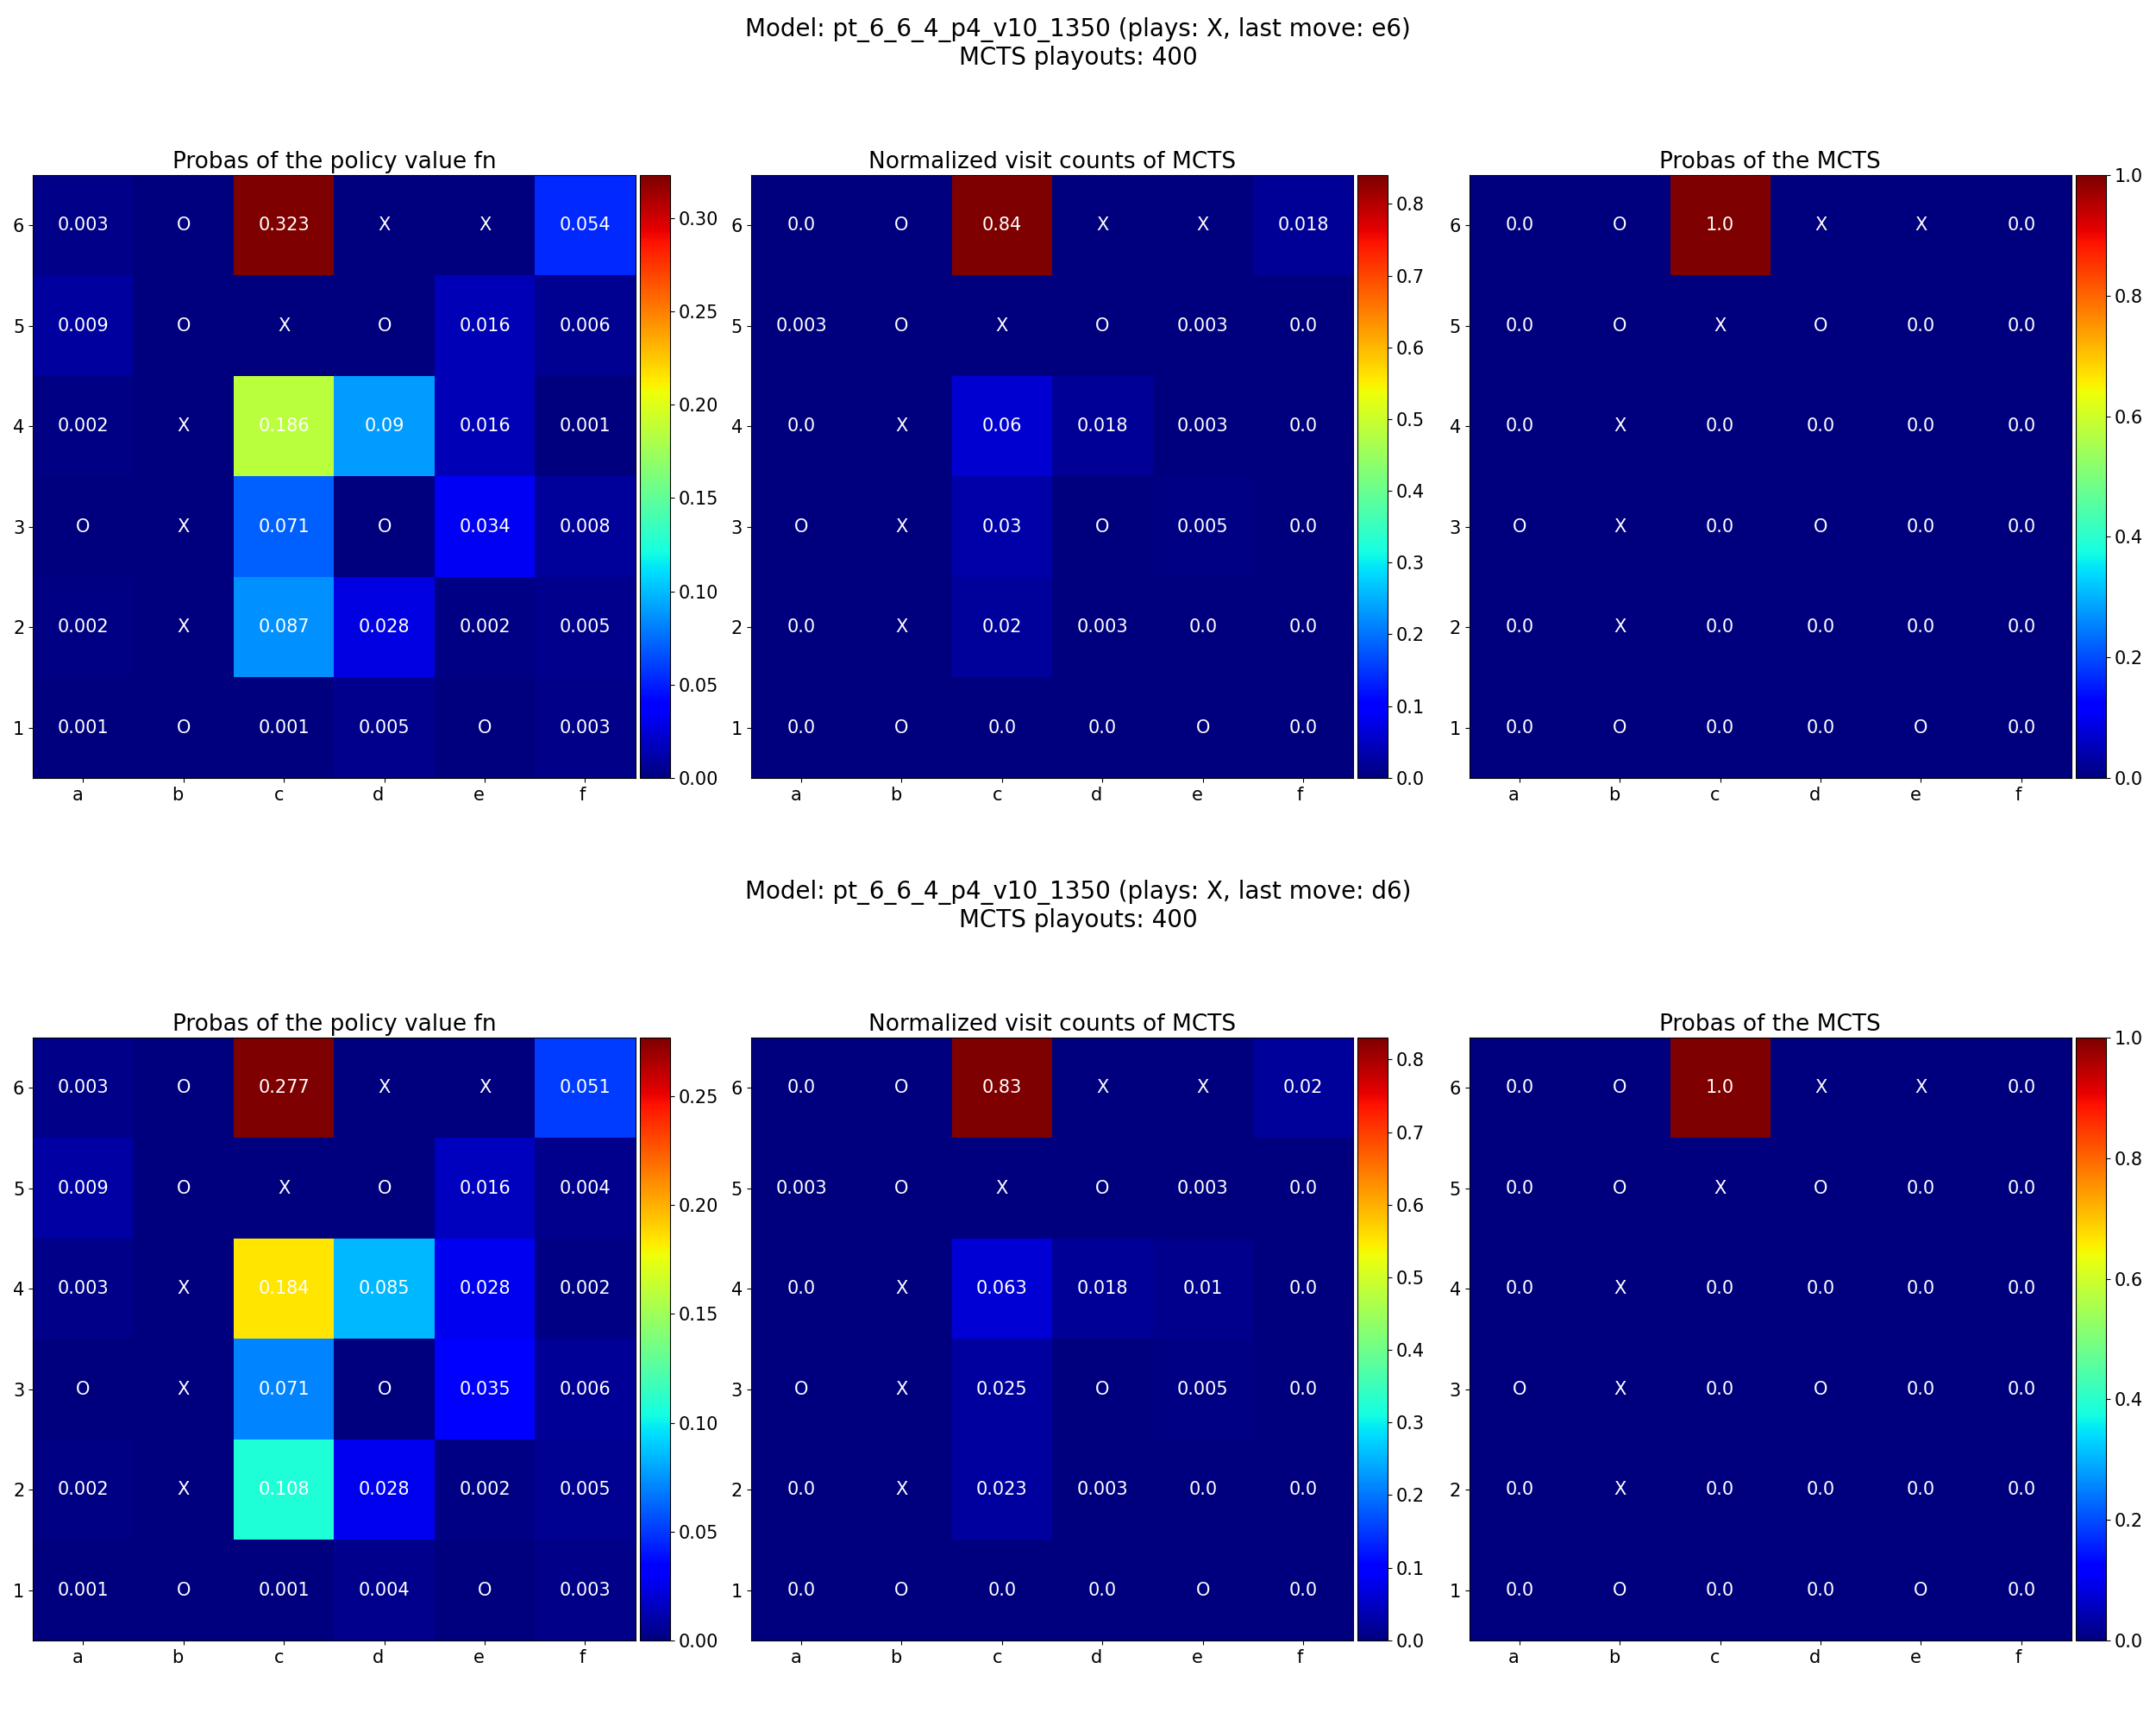 Model: pt_6_6_4_p4_v10_1350 (plays: X, last move: e6)
MCTS playouts: 400
Probas of the policy value fn
6 0.003 O 0.323 X X 0.054
5 0.009 O X O 0.016 0.006
4 0.002 X 0.186 0.09 0.016 0.001
3 O X 0.071 O 0.034 0.008
2 0.002 X 0.087 0.028 0.002 0.005
1 0.001 O 0.001 0.005 O 0.003
a b c d e f
0.30
0.25
0.20
0.15
0.10
0.05
0.00
Normalized visit counts of MCTS
6 0.0 O 0.84 X X 0.018
5 0.003 O X O 0.003 0.0
4 0.0 X 0.06 0.018 0.003 0.0
3 O X 0.03 O 0.005 0.0
2 0.0 X 0.02 0.003 0.0 0.0
1 0.0 O 0.0 0.0 O 0.0
a b c d e f
0.8
0.7
0.6
0.5
0.4
0.3
0.2
0.1
0.0
Probas of the MCTS
6 0.0 O 1.0 X X 0.0
5 0.0 O X O 0.0 0.0
4 0.0 X 0.0 0.0 0.0 0.0
3 O X 0.0 O 0.0 0.0
2 0.0 X 0.0 0.0 0.0 0.0
1 0.0 O 0.0 0.0 O 0.0
a b c d e f
1.0
0.8
0.6
0.4
0.2
0.0
Model: pt_6_6_4_p4_v10_1350 (plays: X, last move: d6)
MCTS playouts: 400
Probas of the policy value fn
6 0.003 O 0.277 X X 0.051
5 0.009 O X O 0.016 0.004
4 0.003 X 0.184 0.085 0.028 0.002
3 O X 0.071 O 0.035 0.006
2 0.002 X 0.108 0.028 0.002 0.005
1 0.001 O 0.001 0.004 O 0.003
a b c d e f
0.25
0.20
0.15
0.10
0.05
0.00
Normalized visit counts of MCTS
6 0.0 O 0.83 X X 0.02
5 0.003 O X O 0.003 0.0
4 0.0 X 0.063 0.018 0.01 0.0
3 O X 0.025 O 0.005 0.0
2 0.0 X 0.023 0.003 0.0 0.0
1 0.0 O 0.0 0.0 O 0.0
a b c d e f
0.8
0.7
0.6
0.5
0.4
0.3
0.2
0.1
0.0
Probas of the MCTS
6 0.0 O 1.0 X X 0.0
5 0.0 O X O 0.0 0.0
4 0.0 X 0.0 0.0 0.0 0.0
3 O X 0.0 O 0.0 0.0
2 0.0 X 0.0 0.0 0.0 0.0
1 0.0 O 0.0 0.0 O 0.0
a b c d e f
1.0
0.8
0.6
0.4
0.2
0.0